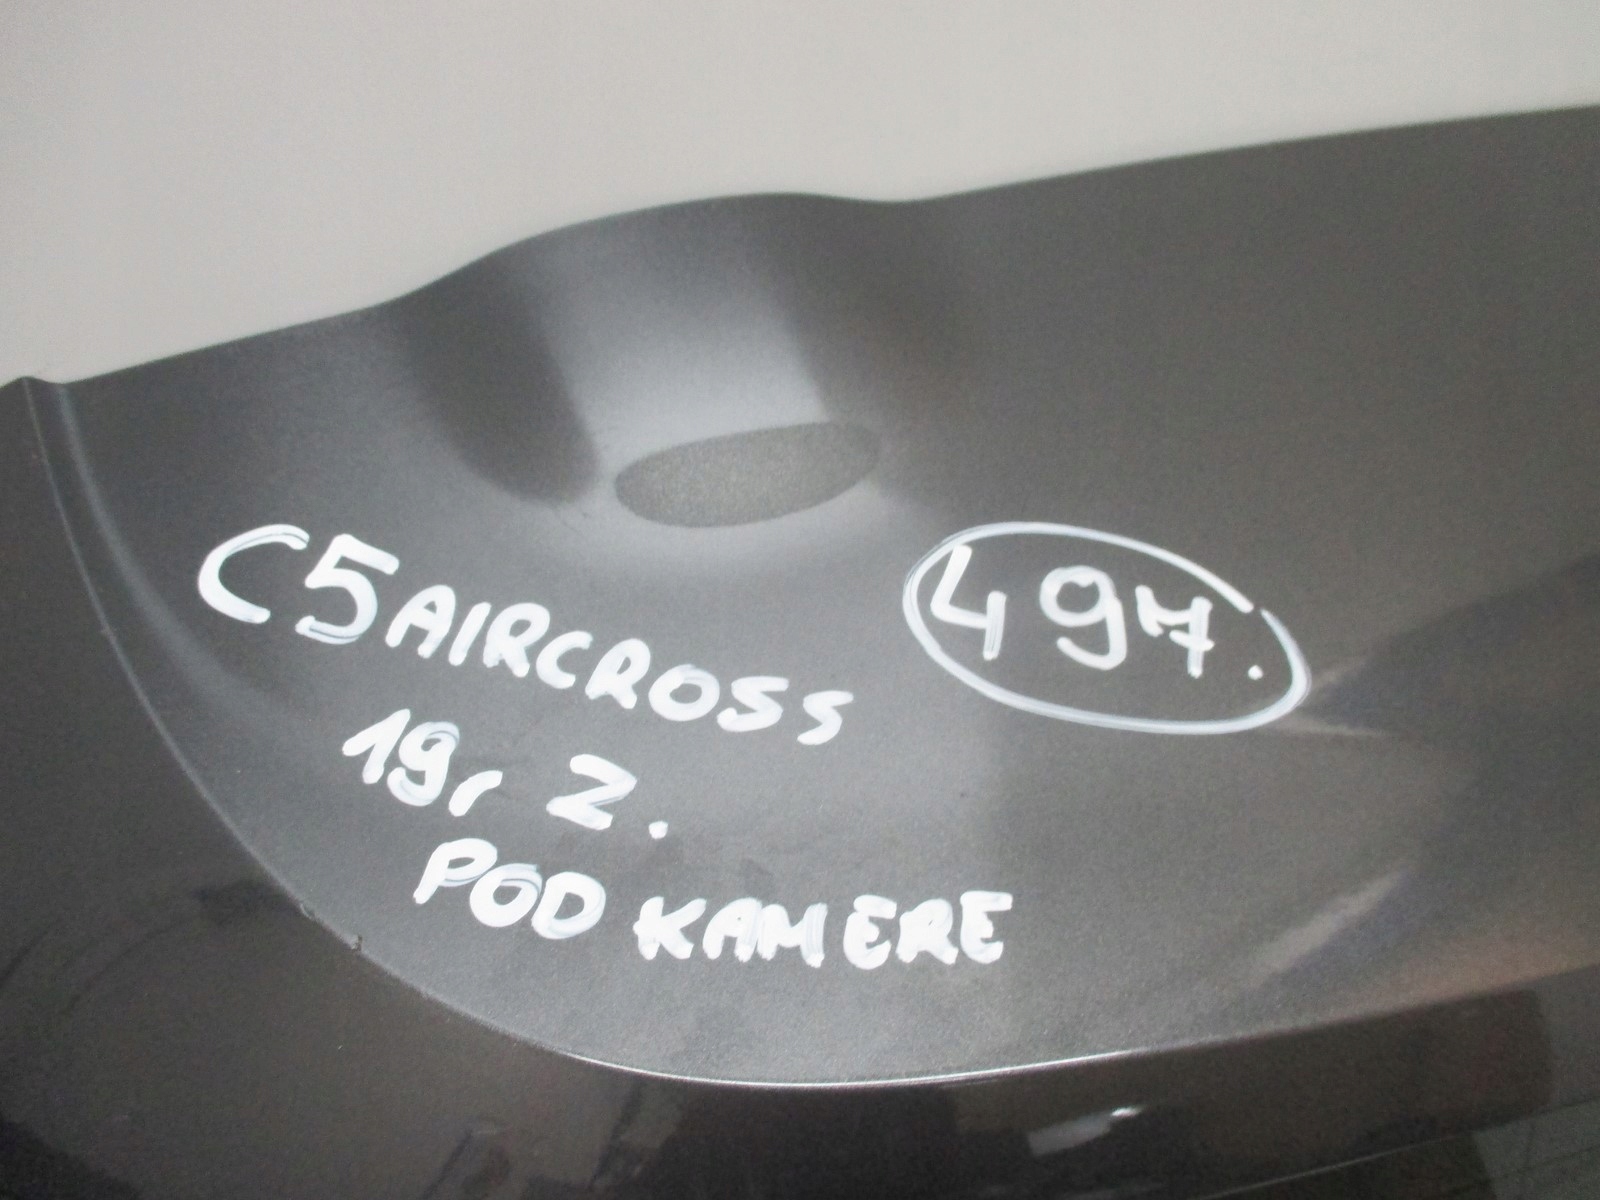 C5 AIRCROSS
497.
19r Z.
POD KAMERE